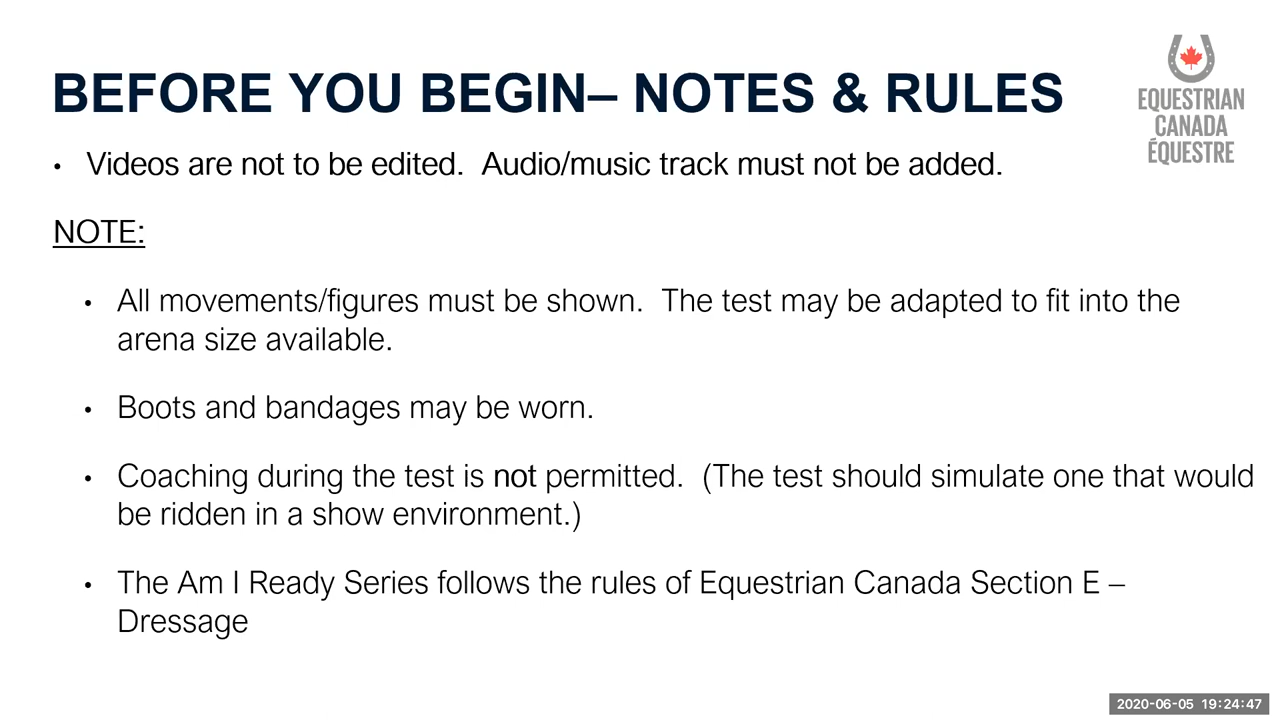 BEFORE YOU BEGIN– NOTES & RULES
EQUESTRIAN
CANADA
ÉQUESTRE
• Videos are not to be edited.  Audio/music track must not be added.
NOTE:
• All movements/figures must be shown.  The test may be adapted to fit into the
arena size available.
• Boots and bandages may be worn.
• Coaching during the test is not permitted.  (The test should simulate one that would
be ridden in a show environment.)
• The Am I Ready Series follows the rules of Equestrian Canada Section E –
Dressage
2020-06-05 19:24:47